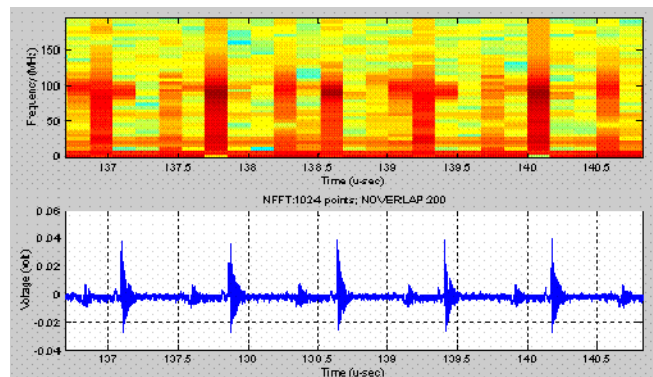 Frequency (MHz)
150
100
50
0
137 137.5 138 138.5 139 139.5 140 140.5
Time (u-sec)
NFFT:1024 points; NOVERLAP:200
Voltage (volt)
0.06
0.04
0.02
0
-0.02
-0.04
137 137.5 138 138.5 139 139.5 140 140.5
Time (u-sec)